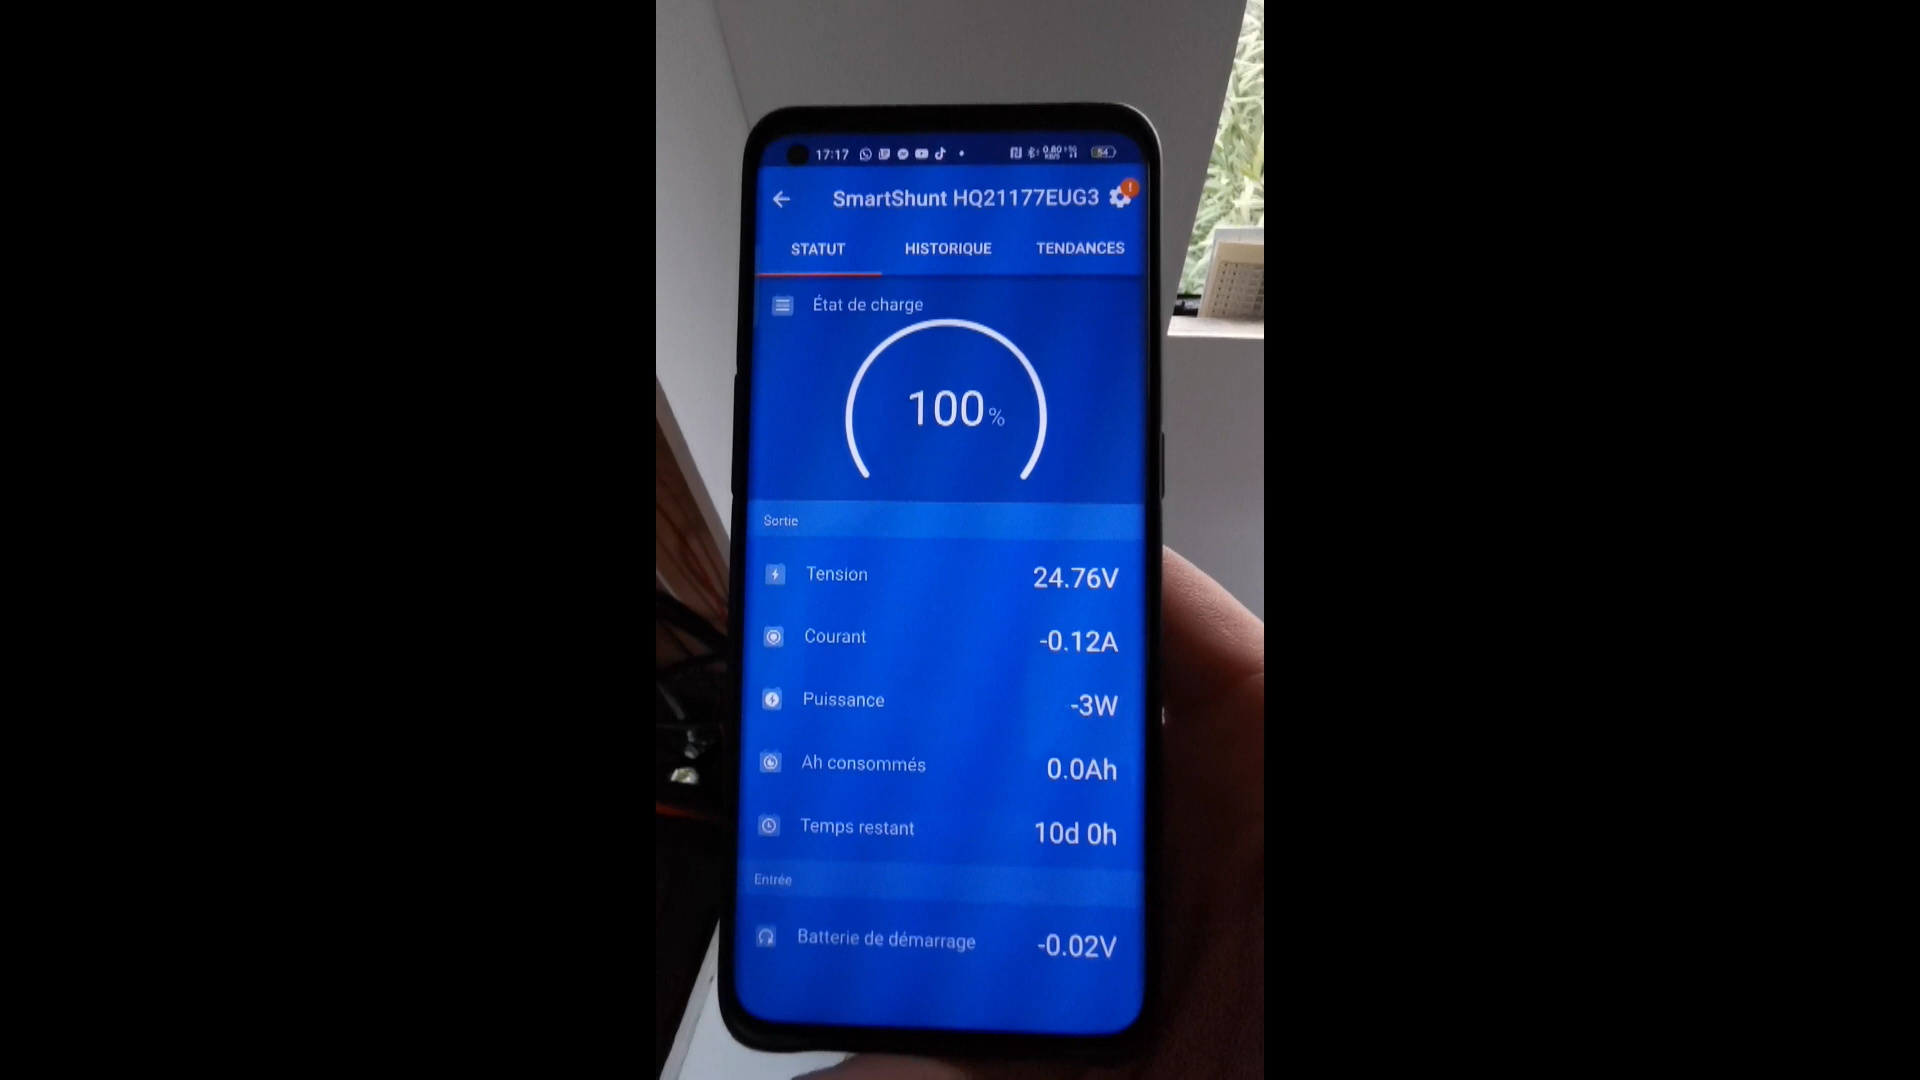 17:17
54
SmartShunt HQ21177EUG3
STATUT HISTORIQUE TENDANCES
État de charge
100%
Sortie
Tension 24.76V
Courant -0.12A
Puissance -3W
Ah consommés 0.0Ah
Temps restant 10d 0h
Entrée
Batterie de démarrage -0.02V